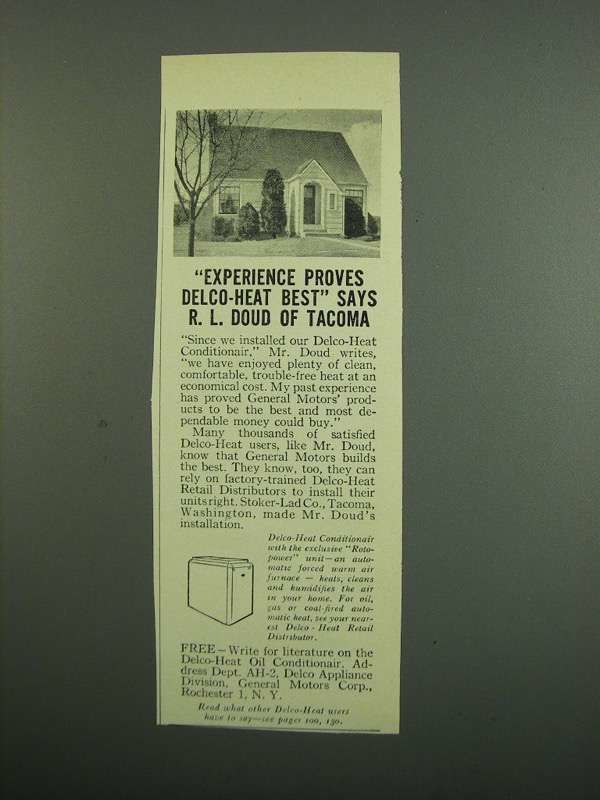 "EXPERIENCE PROVES
DELCO-HEAT BEST" SAYS
R. L. DOUD OF TACOMA
"Since we installed our Delco-Heat
Conditionair," Mr. Doud writes,
"we have enjoyed plenty of clean,
comfortable, trouble-free heat at an
economical cost. My past experience
has proved General Motors' prod-
ucts to be the best and most de-
pendable money could buy."
Many thousands of satisfied
Delco-Heat users, like Mr. Doud,
know that General Motors builds
the best. They know, too, they can
rely on factory-trained Delco-Heat
Retail Distributors to install their
units right. Stoker-Lad Co., Tacoma,
Washington, made Mr. Doud's
installation.
Delco-Heat Conditionair
with the exclusive "Roto-
power" unit—an auto-
matic forced warm air
furnace — heats, cleans
and humidifies the air
in your home. For oil,
gas or coal-fired auto-
matic heat, see your near-
est Delco-Heat Retail
Distributor.
FREE—Write for literature on the
Delco-Heat Oil Conditionair. Ad-
dress Dept. AH-2, Delco Appliance
Division, General Motors Corp.,
Rochester 1, N. Y.
Read what other Delco-Heat users
have to say—see pages 100, 130.